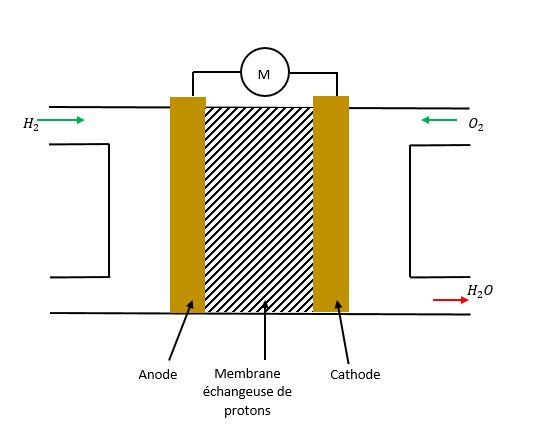 M
H₂
O₂
H₂O
Anode
Membrane
échangeuse de
protons
Cathode